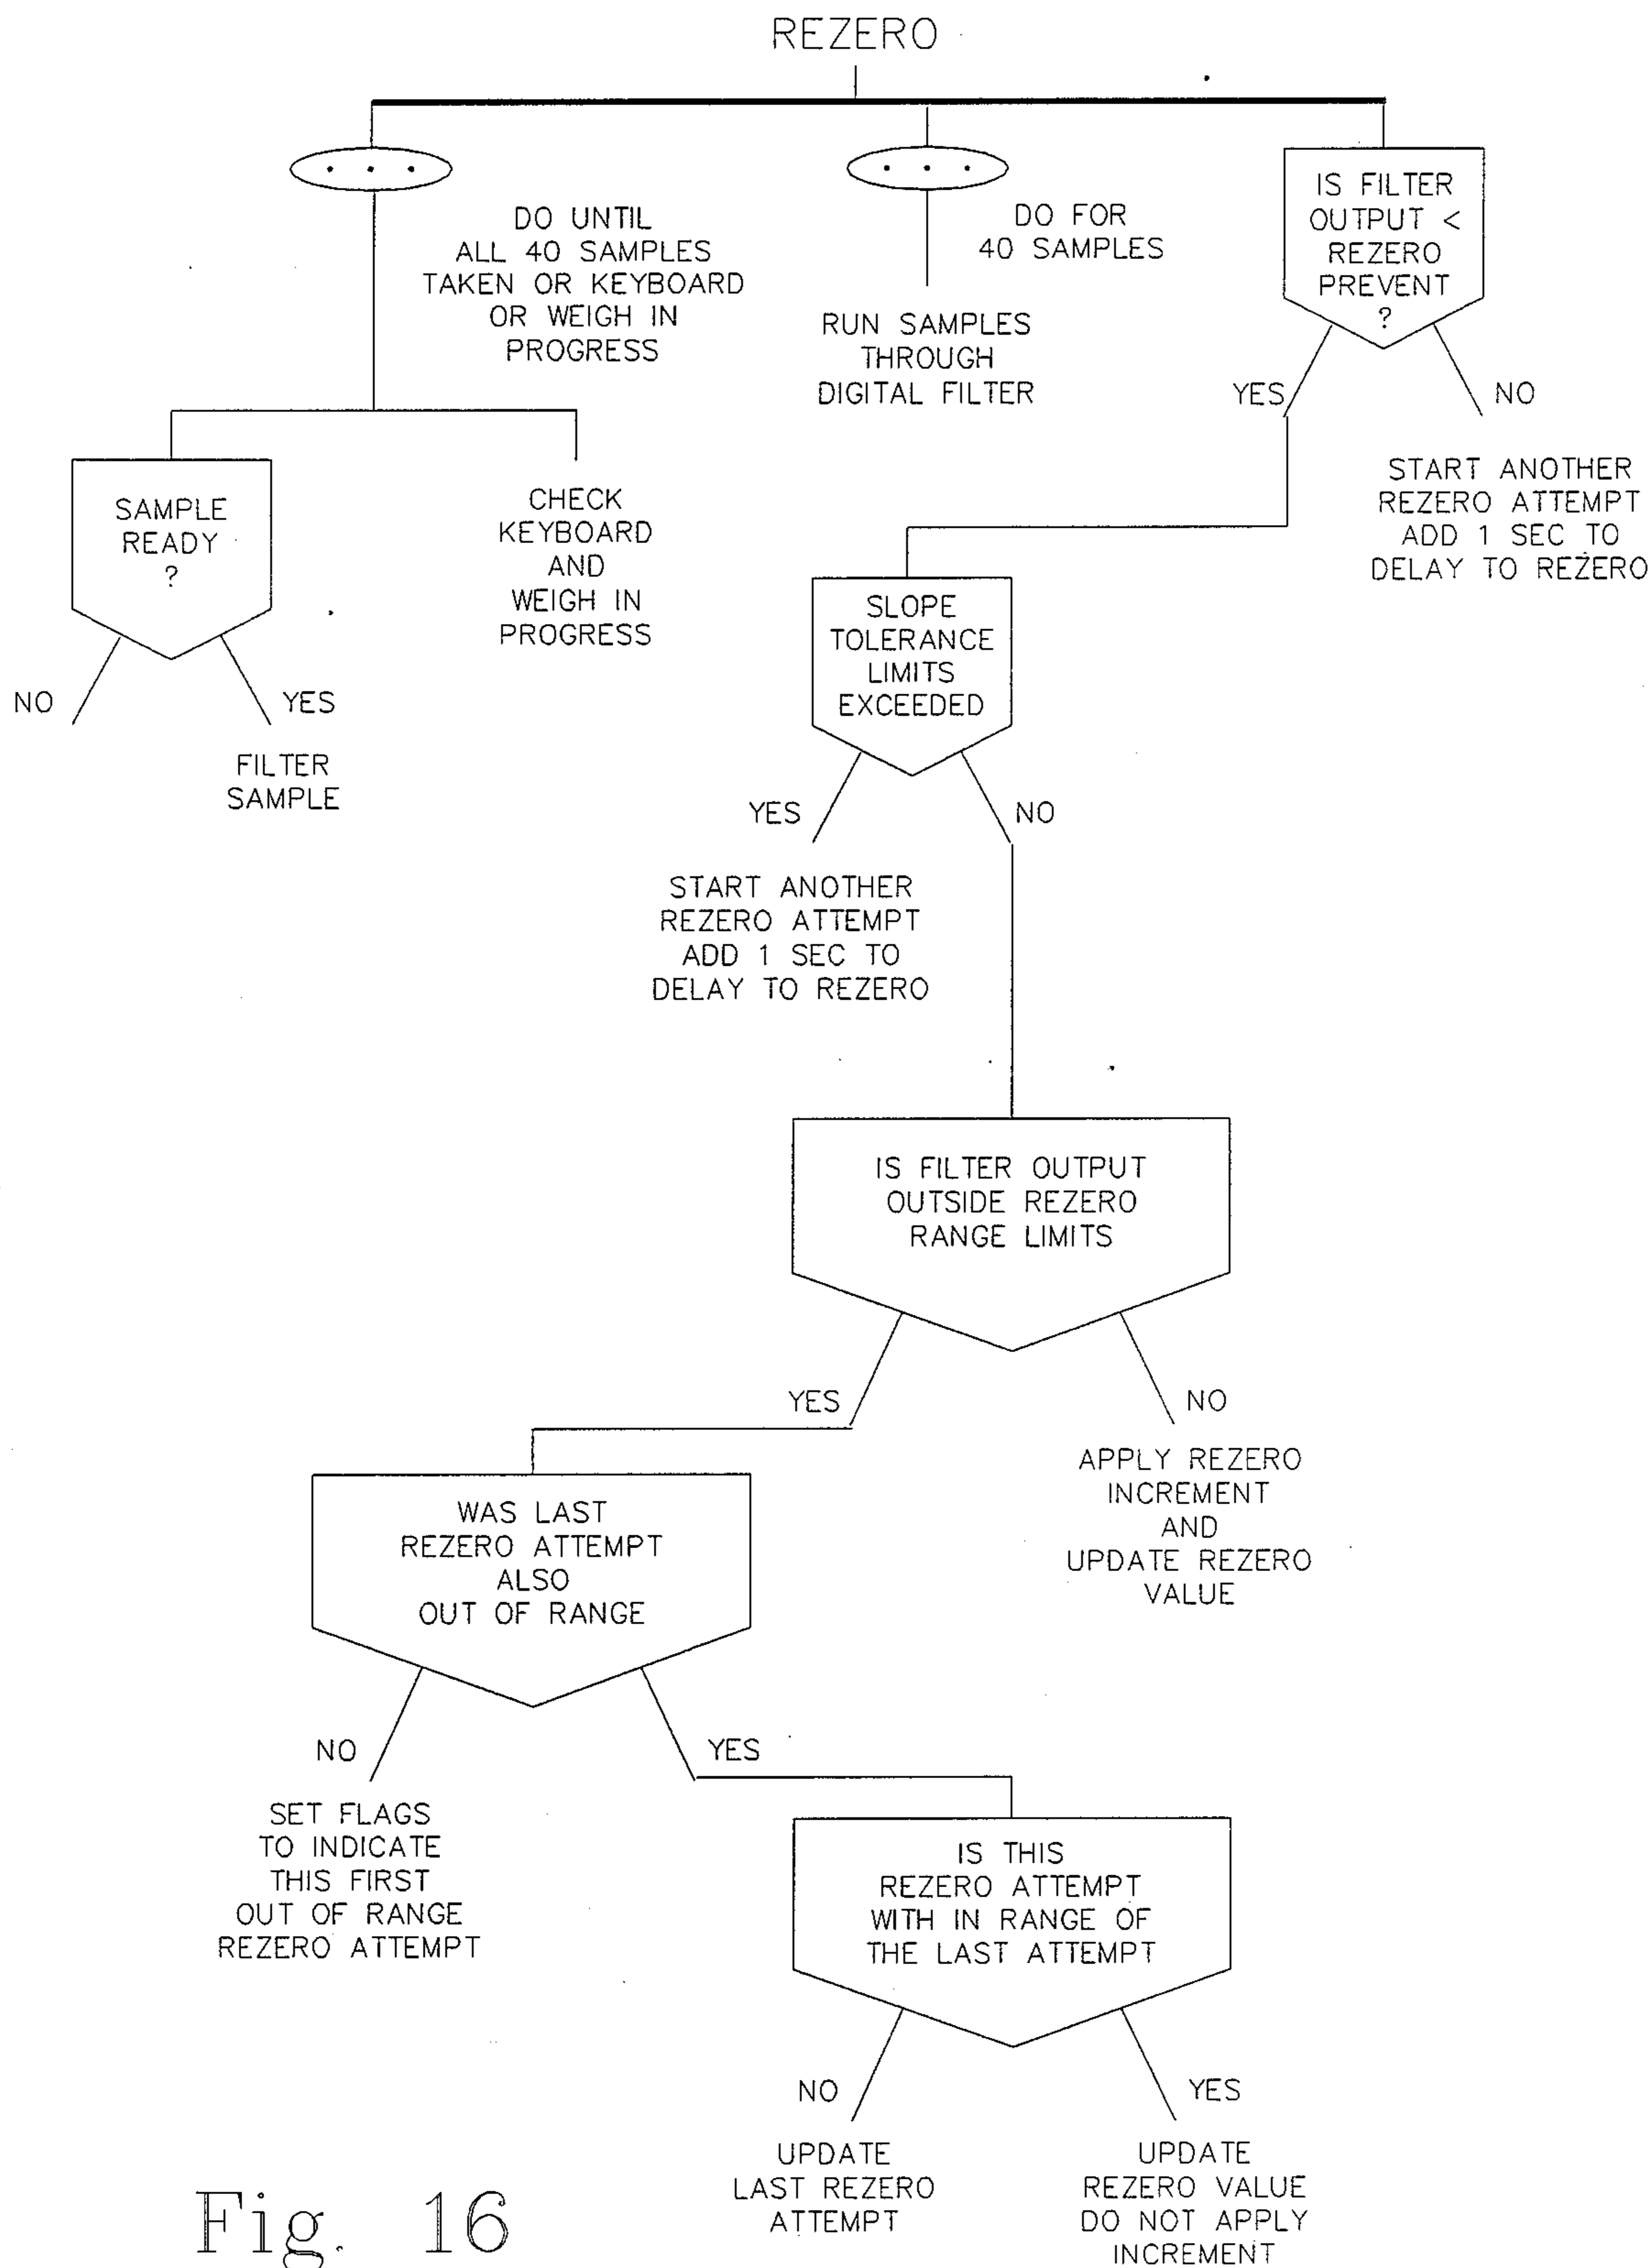 REZERO
DO UNTIL
ALL 40 SAMPLES
TAKEN OR KEYBOARD
OR WEIGH IN
PROGRESS
DO FOR
40 SAMPLES
RUN SAMPLES
THROUGH
DIGITAL FILTER
IS FILTER
OUTPUT <
REZERO
PREVENT
?
YES
NO
START ANOTHER
REZERO ATTEMPT
ADD 1 SEC TO
DELAY TO REZERO
SAMPLE
READY
?
NO
YES
FILTER
SAMPLE
CHECK
KEYBOARD
AND
WEIGH IN
PROGRESS
SLOPE
TOLERANCE
LIMITS
EXCEEDED
YES
NO
START ANOTHER
REZERO ATTEMPT
ADD 1 SEC TO
DELAY TO REZERO
IS FILTER OUTPUT
OUTSIDE REZERO
RANGE LIMITS
YES
NO
APPLY REZERO
INCREMENT
AND
UPDATE REZERO
VALUE
WAS LAST
REZERO ATTEMPT
ALSO
OUT OF RANGE
NO
YES
SET FLAGS
TO INDICATE
THIS FIRST
OUT OF RANGE
REZERO ATTEMPT
IS THIS
REZERO ATTEMPT
WITH IN RANGE OF
THE LAST ATTEMPT
NO
YES
UPDATE
LAST REZERO
ATTEMPT
UPDATE
REZERO VALUE
DO NOT APPLY
INCREMENT
Fig. 16